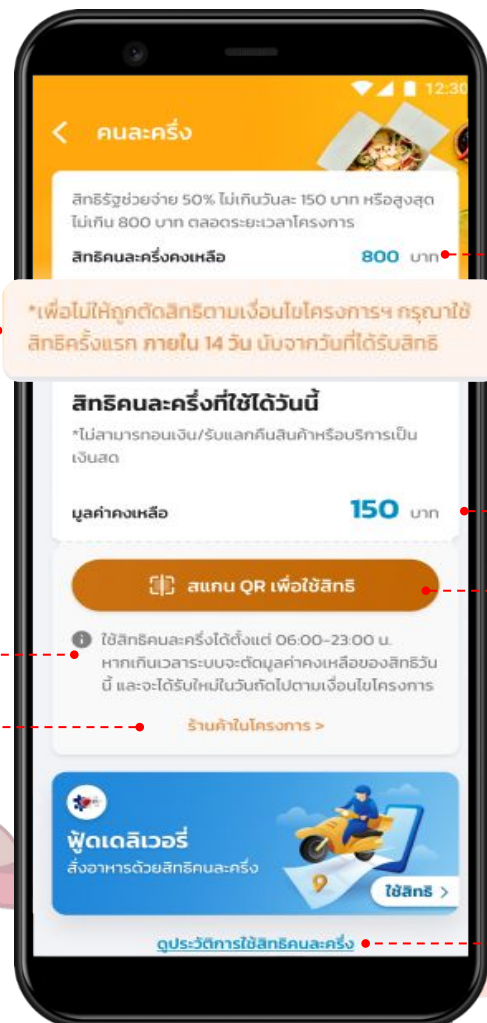 12:30
คนละครึ่ง
สิทธิรัฐช่วยจ่าย 50% ไม่เกินวันละ 150 บาท หรือสูงสุด
ไม่เกิน 800 บาท ตลอดระยะเวลาโครงการ
สิทธิคนละครึ่งคงเหลือ 800 บาท
*เพื่อไม่ให้ถูกตัดสิทธิตามเงื่อนไขโครงการฯ กรุณาใช้
สิทธิครั้งแรก ภายใน 14 วัน นับจากวันที่ได้รับสิทธิ
สิทธิคนละครึ่งที่ใช้ได้วันนี้
*ไม่สามารถทอนเงิน/รับแลกคืนสินค้าหรือบริการเป็น
เงินสด
มูลค่าคงเหลือ 150 บาท
สแกน QR เพื่อใช้สิทธิ
ใช้สิทธิคนละครึ่งได้ตั้งแต่ 06:00-23:00 น.
หากเกินเวลาระบบจะตัดมูลค่าคงเหลือของสิทธิวัน
นี้ และจะได้รับใหม่ในวันถัดไปตามเงื่อนไขโครงการ
ร้านค้าในโครงการ >
ฟู้ดเดลิเวอรี่
สั่งอาหารด้วยสิทธิคนละครึ่ง
ใช้สิทธิ >
ดูประวัติการใช้สิทธิคนละครึ่ง